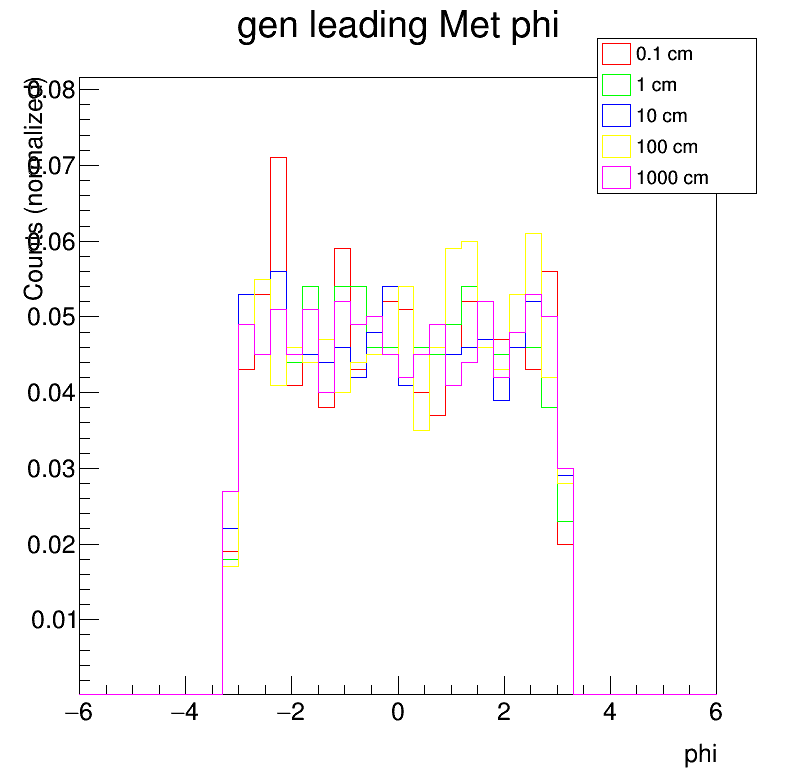 gen leading Met phi
0.1 cm
1 cm
10 cm
100 cm
1000 cm
Counts (normalized)
0.08
0.07
0.06
0.05
0.04
0.03
0.02
0.01
−6
−4
−2
0
2
4
6
phi